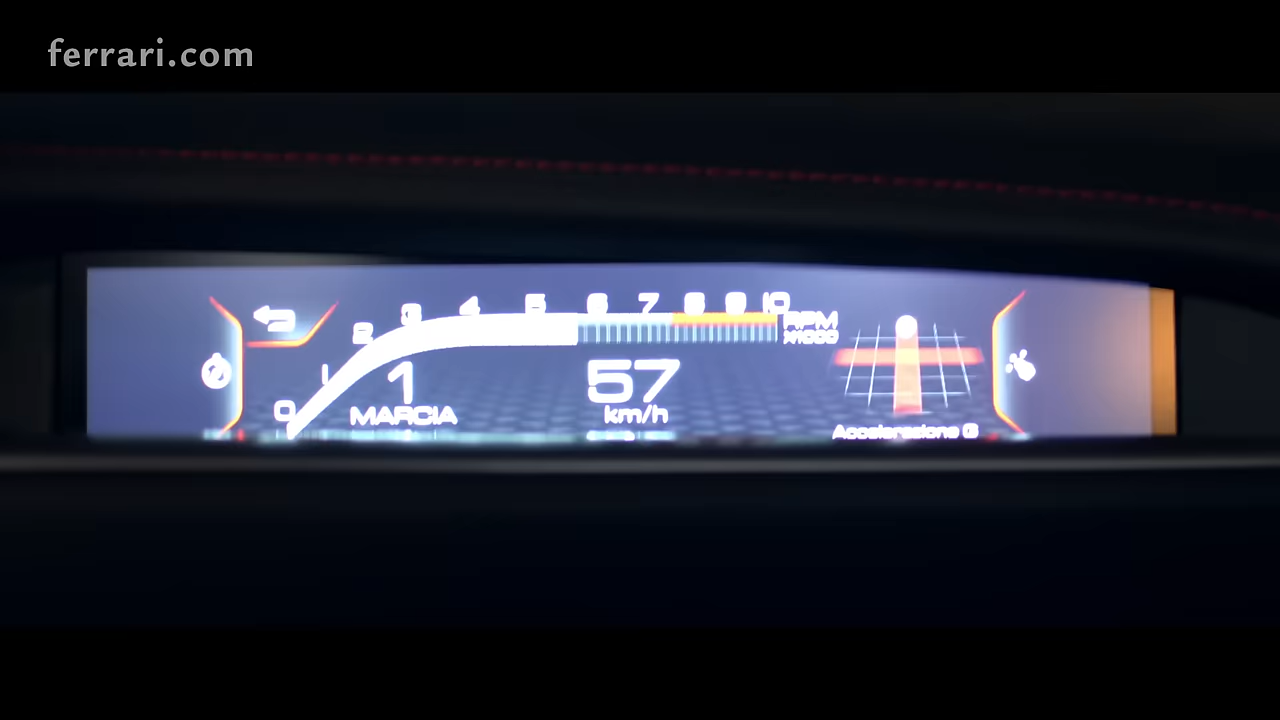 ferrari.com
0 1 2 3 4 5 6 7 8 9 10
RPM
x1000
1
MARCIA
57
km/h
Accelerazione G